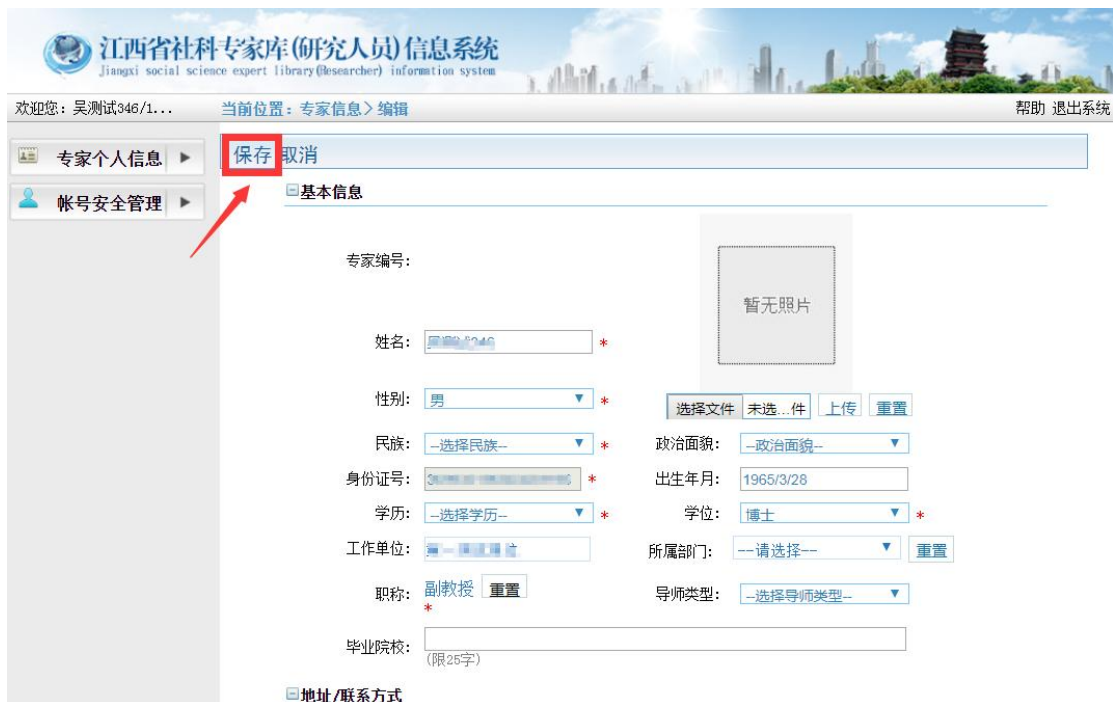 江西省社科专家库(研究人员)信息系统
Jiangxi social science expert library(Researcher) information system
欢迎您：吴测试346/1... 当前位置：专家信息>编辑 帮助 退出系统
专家个人信息
帐号安全管理
保存 取消
基本信息
专家编号：
暂无照片
姓名： *
性别： 男 * 选择文件 未选...件 上传 重置
民族： --选择民族-- * 政治面貌： --政治面貌--
身份证号： * 出生年月： 1965/3/28
学历： --选择学历-- * 学位： 博士 *
工作单位： 所属部门： --请选择-- 重置
职称： 副教授 重置 * 导师类型： --选择导师类型--
毕业院校：
(限25字)
地址/联系方式